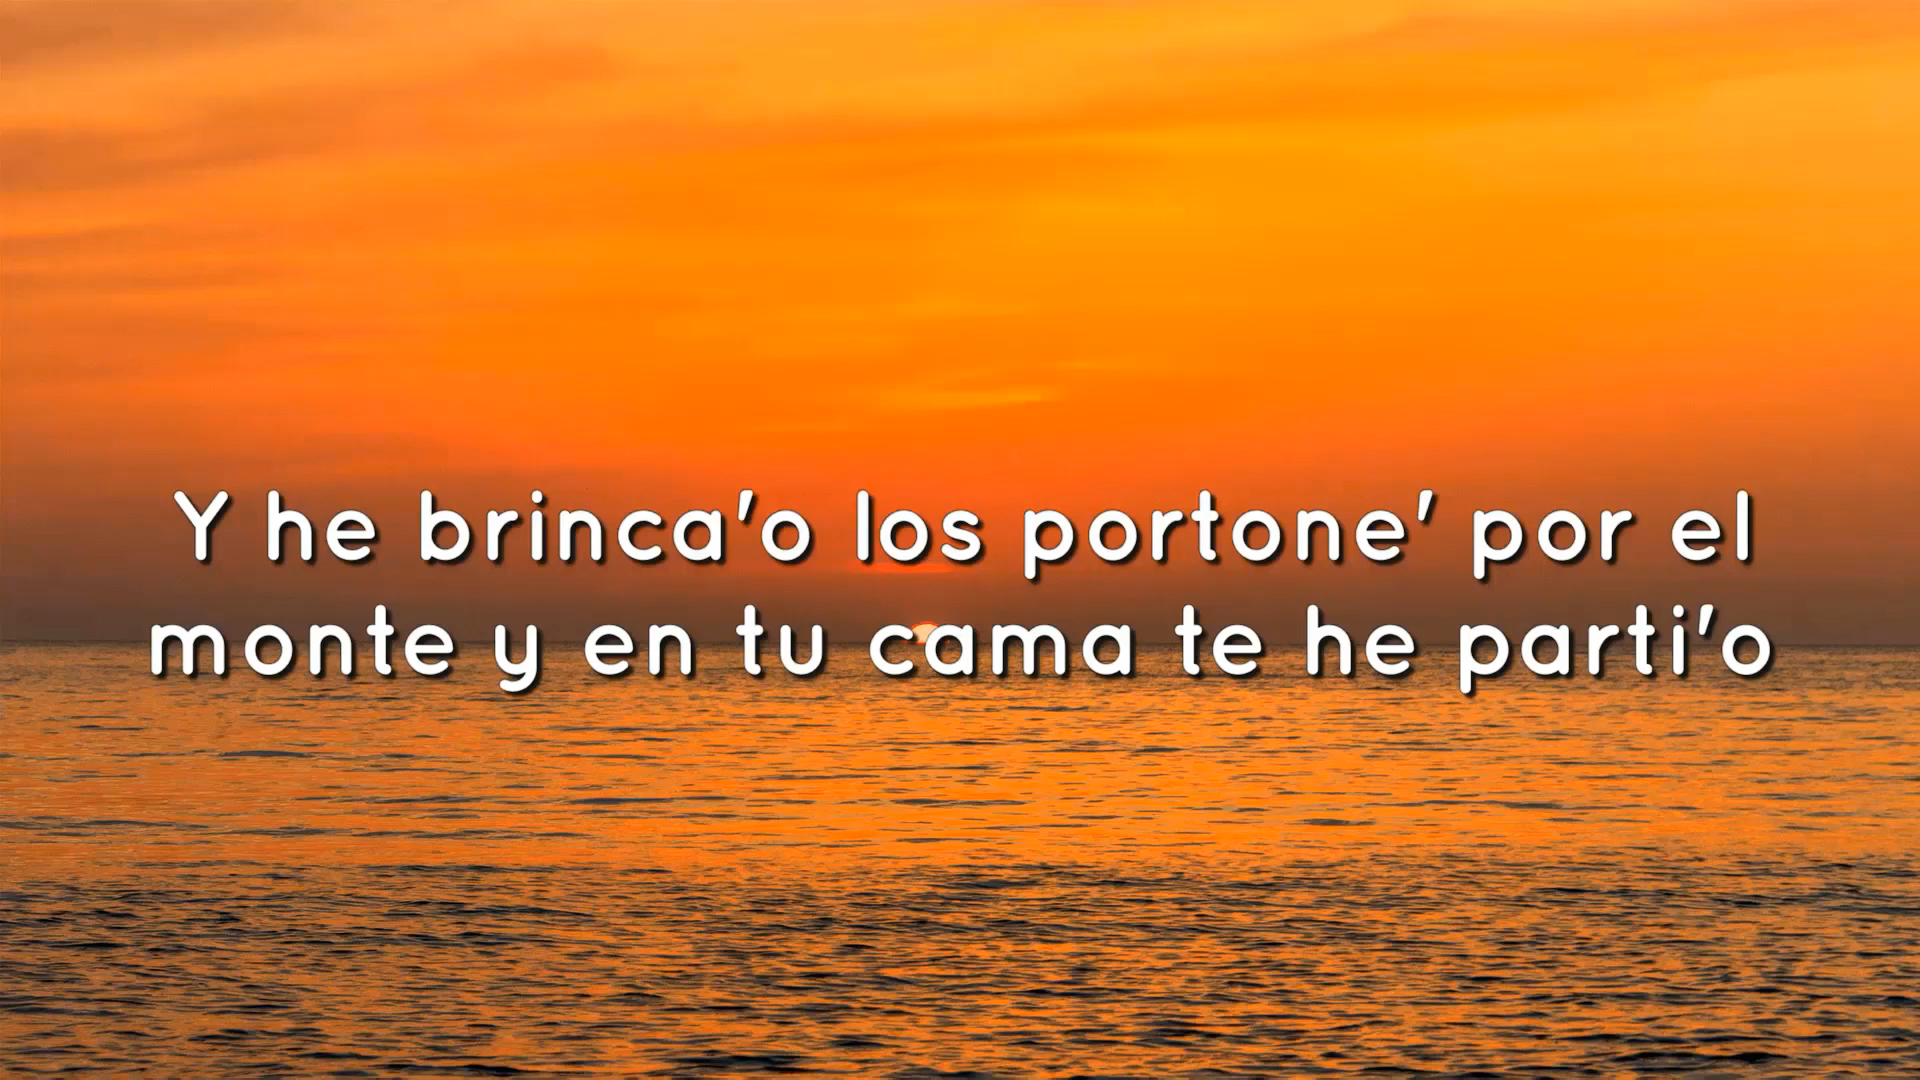 Y he brinca'o los portone' por el
monte y en tu cama te he parti'o